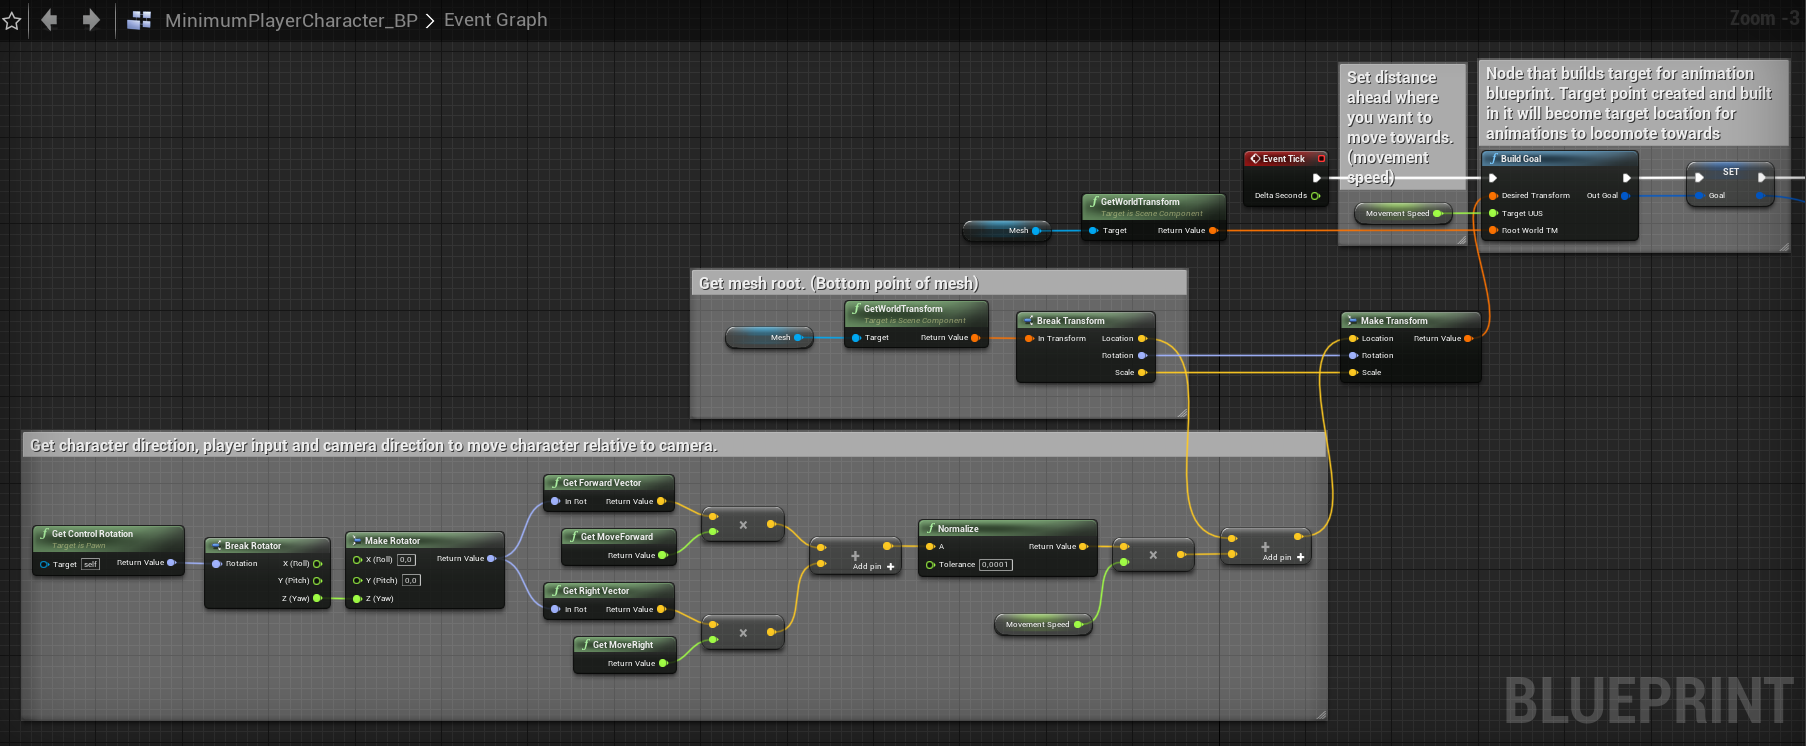 MinimumPlayerCharacter_BP > Event Graph
Zoom -3
Set distance
ahead where
you want to
move towards.
(movement
speed)
Node that builds target for animation
blueprint. Target point created and built
in it will become target location for
animations to locomote towards
Event Tick
Delta Seconds
Movement Speed
Build Goal
Desired Transform Out Goal
Target UUS
Root World TM
SET
Goal
Mesh
GetWorldTransform
Target is Scene Component
Target Return Value
Get mesh root. (Bottom point of mesh)
Mesh
GetWorldTransform
Target is Scene Component
Target Return Value
Break Transform
In Transform Location
Rotation
Scale
Make Transform
Location Return Value
Rotation
Scale
Get character direction, player input and camera direction to move character relative to camera.
Get Control Rotation
Target is Pawn
Target self Return Value
Break Rotator
Rotation X (Roll)
Y (Pitch)
Z (Yaw)
Make Rotator
X (Roll) 0,0 Return Value
Y (Pitch) 0,0
Z (Yaw)
Get Forward Vector
In Rot Return Value
Get MoveForward
Return Value
Get Right Vector
In Rot Return Value
Get MoveRight
Return Value
Add pin +
Normalize
A Return Value
Tolerance 0,0001
Movement Speed
Add pin +
BLUEPRINT